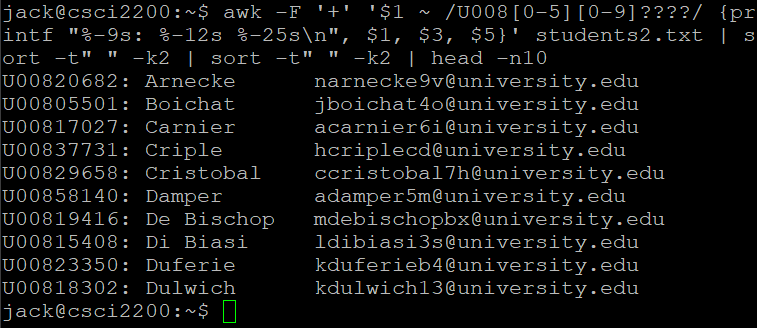 jack@csci2200:~$ awk -F '+' '$1 ~ /U008[0-5][0-9]????/ {pr
intf "%-9s: %-12s %-25s\n", $1, $3, $5}' students2.txt | s
ort -t" " -k2 | sort -t" " -k2 | head -n10
U00820682: Arnecke      narnecke9v@university.edu
U00805501: Boichat      jboichat4o@university.edu
U00817027: Carnier      acarnier6i@university.edu
U00837731: Criple       hcriplecd@university.edu
U00829658: Cristobal    ccristobal7h@university.edu
U00858140: Damper       adamper5m@university.edu
U00819416: De Bischop   mdebischopbx@university.edu
U00815408: Di Biasi     ldibiasi3s@university.edu
U00823350: Duferie      kduferieb4@university.edu
U00818302: Dulwich      kdulwich13@university.edu
jack@csci2200:~$